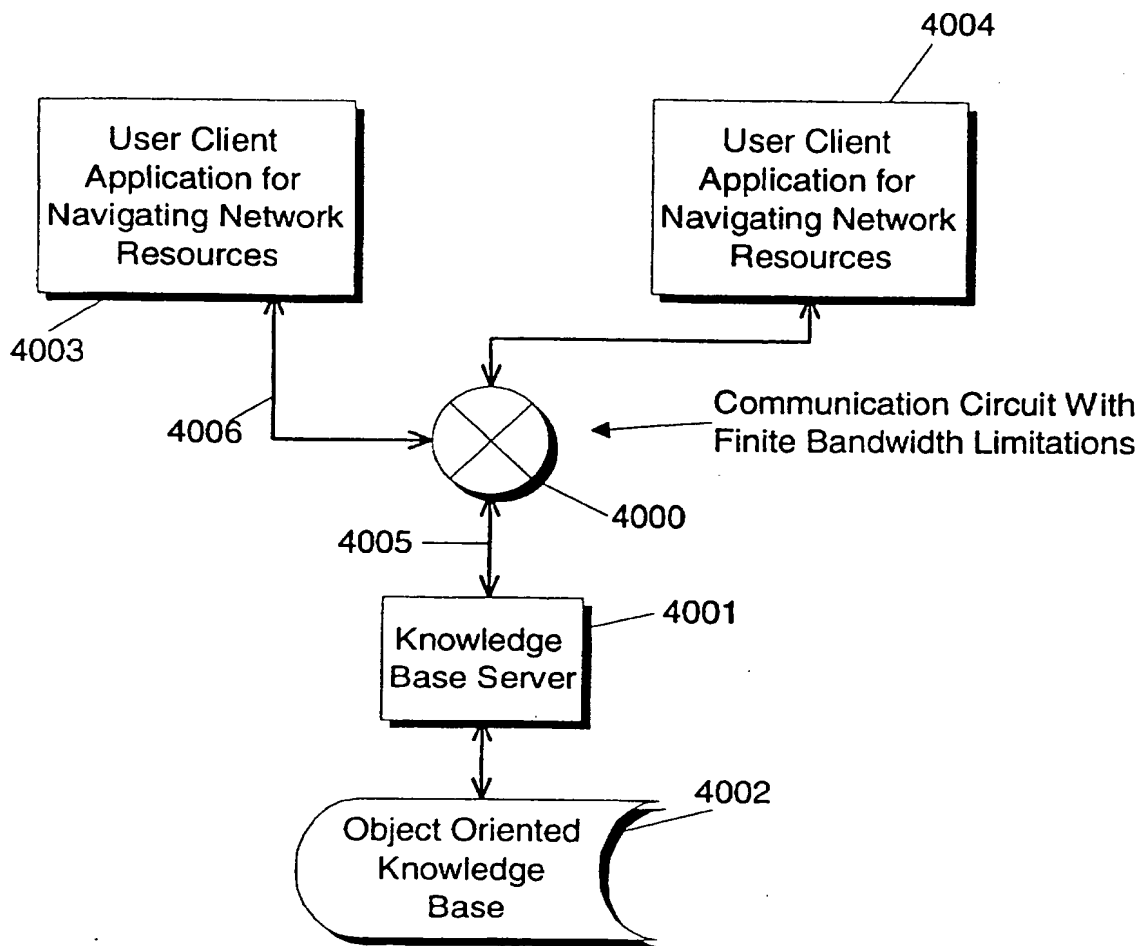 4004
User Client
Application for
Navigating Network
Resources
User Client
Application for
Navigating Network
Resources
4003
4006
Communication Circuit With
Finite Bandwidth Limitations
4000
4005
4001
Knowledge
Base Server
4002
Object Oriented
Knowledge
Base